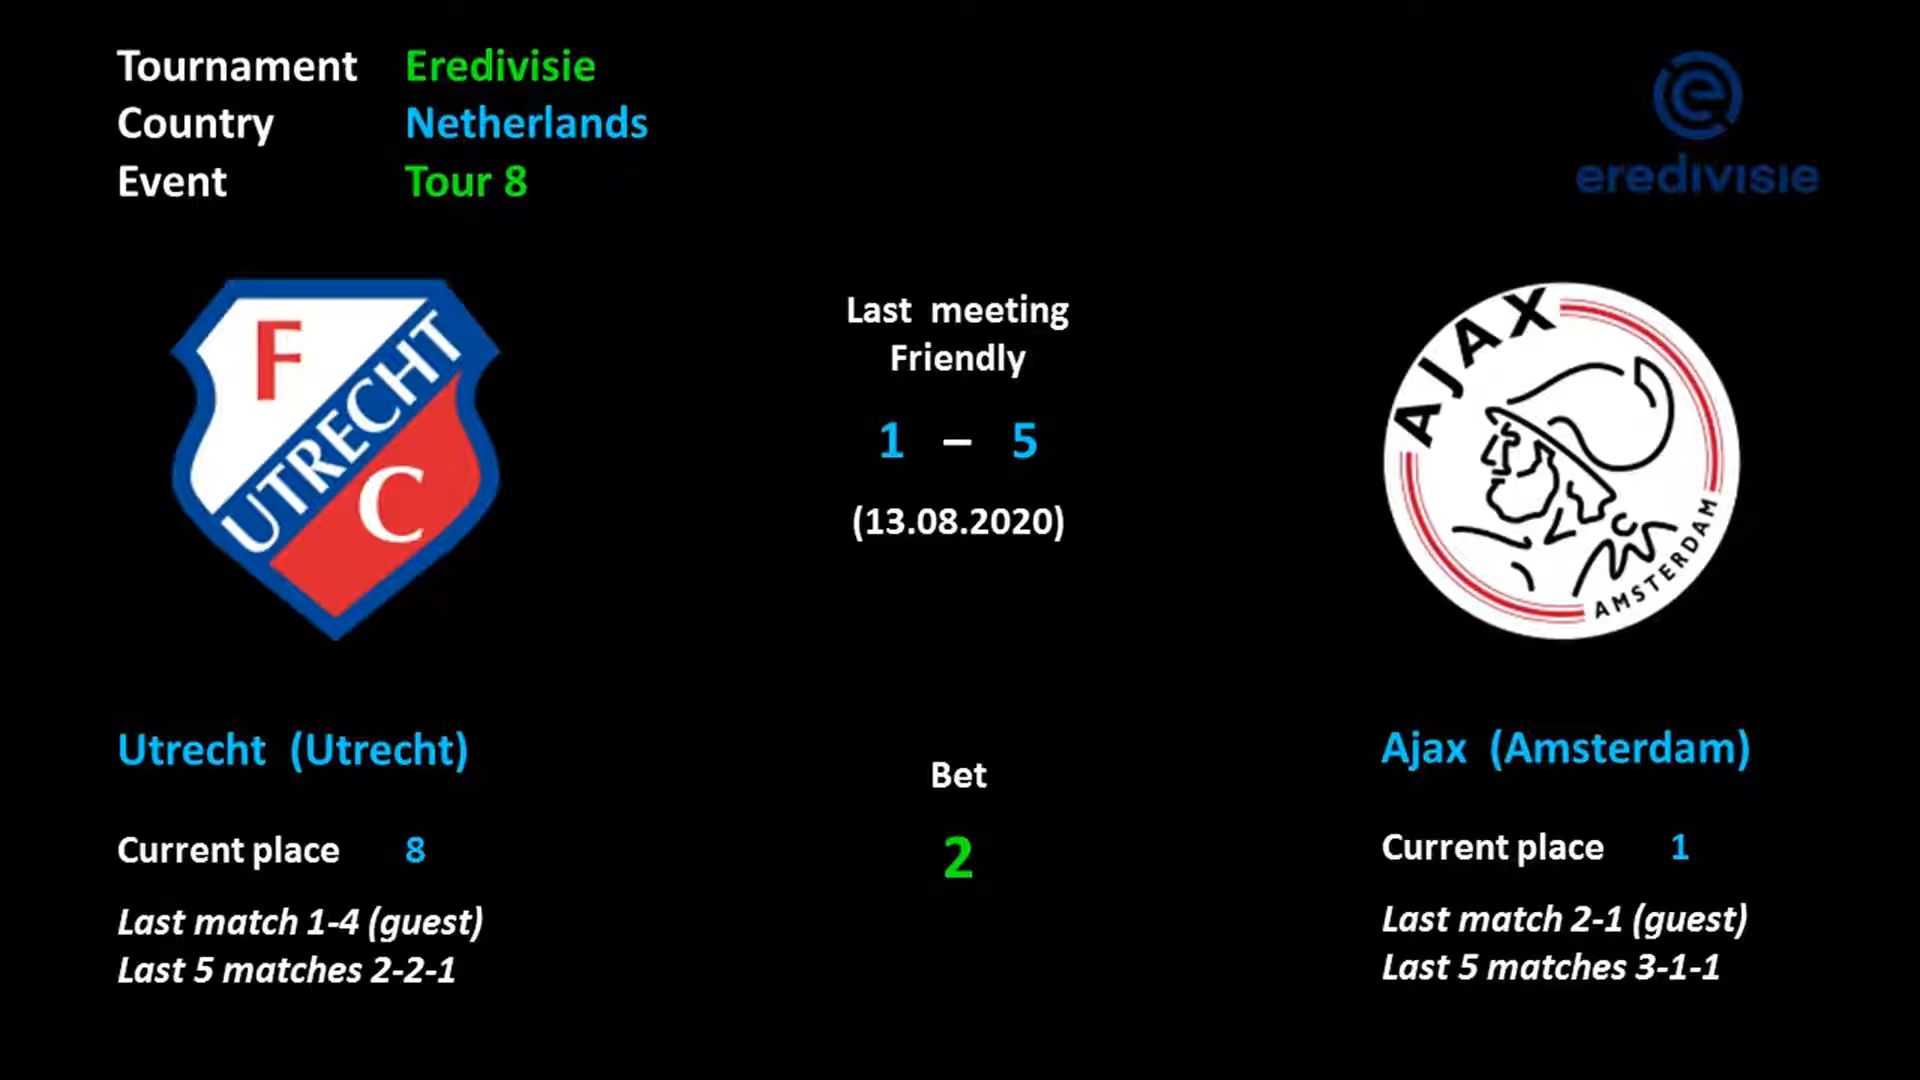 Tournament Eredivisie
Country Netherlands
Event Tour 8
eredivisie
F
UTRECHT
C
Last meeting
Friendly
1 – 5
(13.08.2020)
AJAX
AMSTERDAM
Utrecht (Utrecht)
Current place 8
Last match 1-4 (guest)
Last 5 matches 2-2-1
Bet
2
Ajax (Amsterdam)
Current place 1
Last match 2-1 (guest)
Last 5 matches 3-1-1